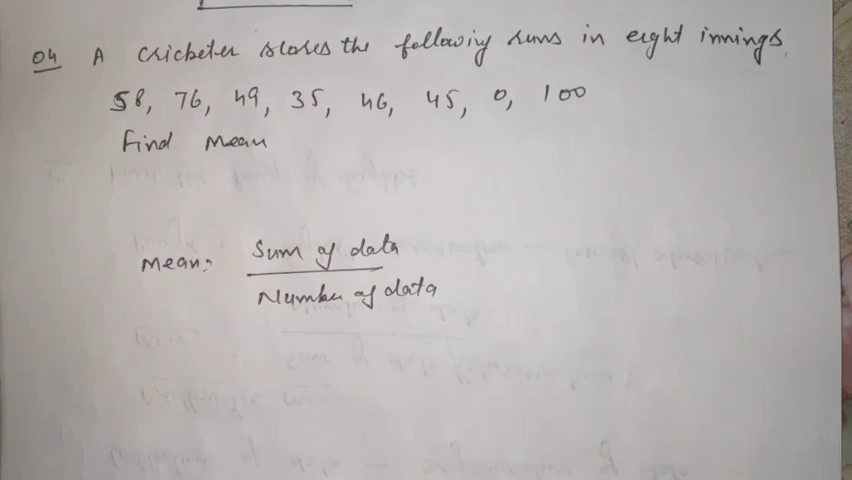 04 A cricketer scores the following runs in eight innings.
58, 76, 49, 35, 46, 45, 0, 100
Find Mean
Mean = Sum of data
Number of data